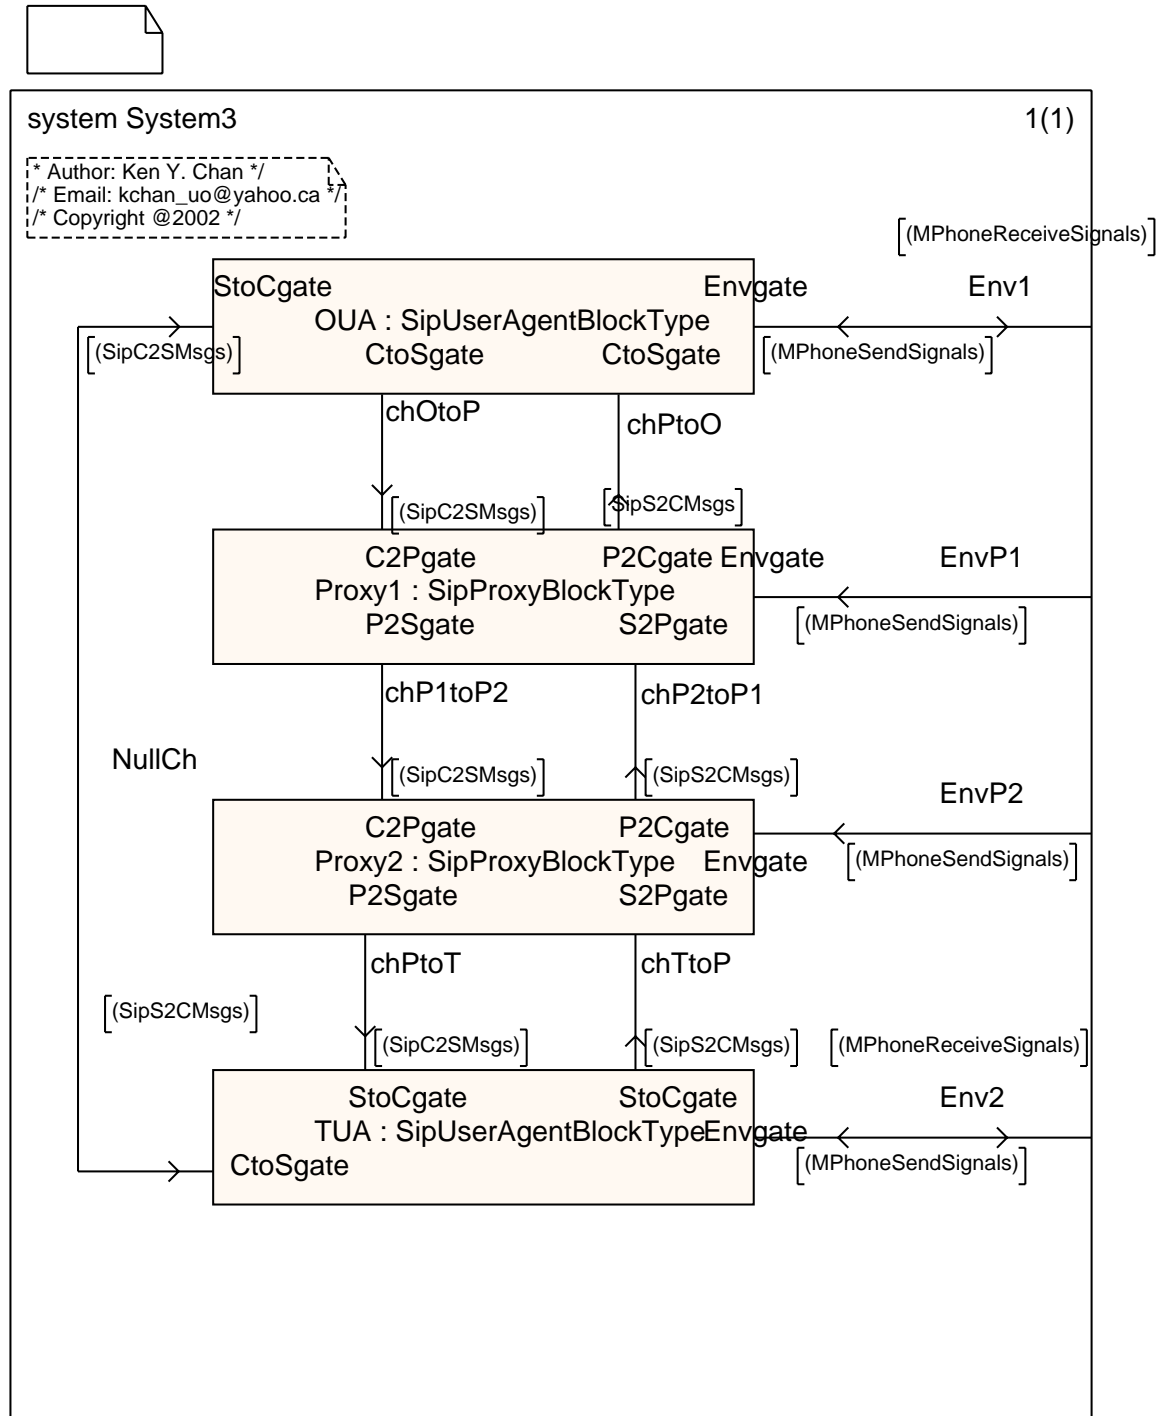 system System3
1(1)
* Author: Ken Y. Chan */
/* Email: kchan_uo@yahoo.ca */
/* Copyright @2002 */
(MPhoneReceiveSignals)
StoCgate
Envgate
Env1
OUA : SipUserAgentBlockType
(SipC2SMsgs)
CtoSgate
CtoSgate
(MPhoneSendSignals)
chOtoP
chPtoO
(SipC2SMsgs)
SipS2CMsgs
C2Pgate
P2Cgate
Envgate
EnvP1
Proxy1 : SipProxyBlockType
P2Sgate
S2Pgate
(MPhoneSendSignals)
chP1toP2
chP2toP1
NullCh
(SipC2SMsgs)
(SipS2CMsgs)
EnvP2
C2Pgate
P2Cgate
Proxy2 : SipProxyBlockType
Envgate
(MPhoneSendSignals)
P2Sgate
S2Pgate
chPtoT
chTtoP
(SipS2CMsgs)
(SipC2SMsgs)
(SipS2CMsgs)
(MPhoneReceiveSignals)
StoCgate
StoCgate
Env2
TUA : SipUserAgentBlockType
Envgate
CtoSgate
(MPhoneSendSignals)